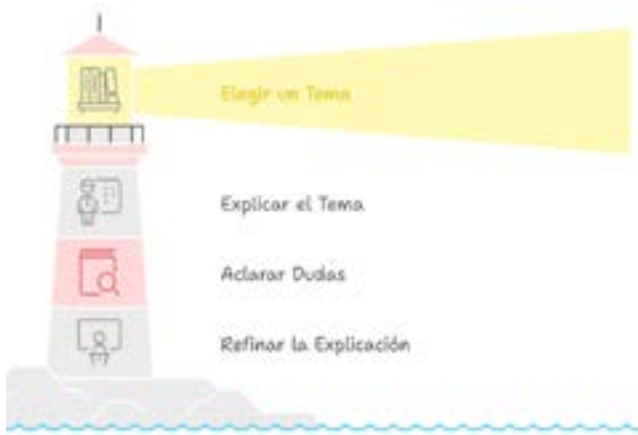 Elegir un Tema
Explicar el Tema
Aclarar Dudas
Refinar la Explicación